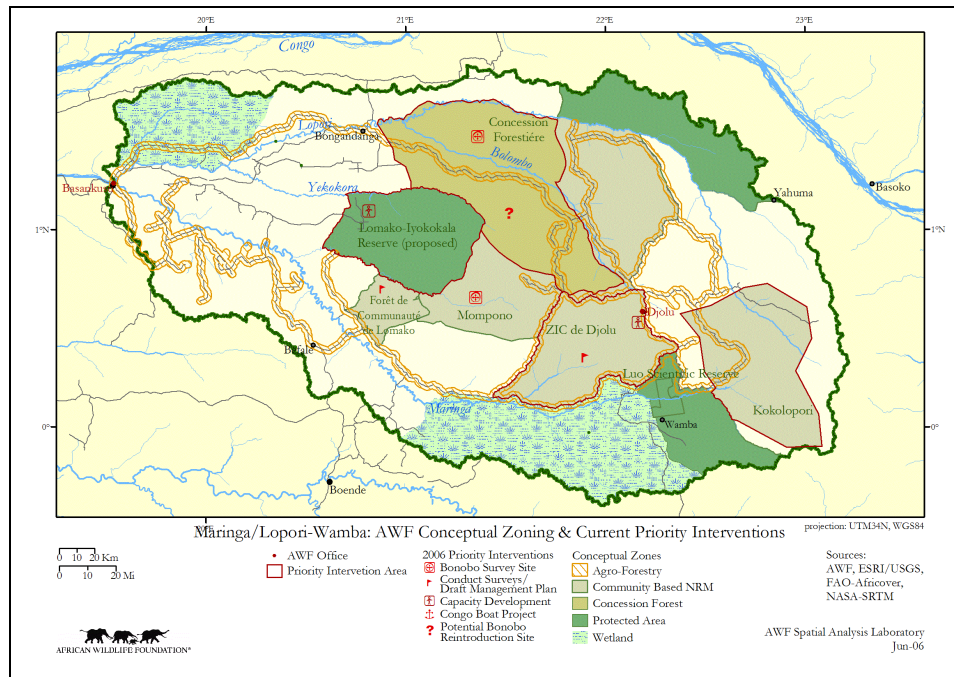 20°E
21°E
22°E
23°E
Congo
Concession
Forestiére
Lopori
Bongandanga
Bolombo
Basankusu
Yekokora
Yahuma
Basoko
1°N
1°N
Lomako-Iyokokala
Reserve (proposed)
?
Forêt de
Communauté
de Lomako
Mompono
ZIC de Djolu
Djolu
Befale
Luo Scientific Reserve
Maringa
Kokolopori
0°
0°
Wamba
Boende
20°E
Maringa/Lopori-Wamba: AWF Conceptual Zoning & Current Priority Interventions
projection: UTM34N, WGS84
0 10 20 Km
0 10 20 Mi
AWF Office
Priority Intervetion Area
2006 Priority Interventions
Bonobo Survey Site
Conduct Surveys/
Draft Management Plan
Capacity Development
Congo Boat Project
? Potential Bonobo
Reintroduction Site
Conceptual Zones
Agro-Forestry
Community Based NRM
Concession Forest
Protected Area
Wetland
Sources:
AWF, ESRI/USGS,
FAO-Africover,
NASA-SRTM
AFRICAN WILDLIFE FOUNDATION®
AWF Spatial Analysis Laboratory
Jun-06